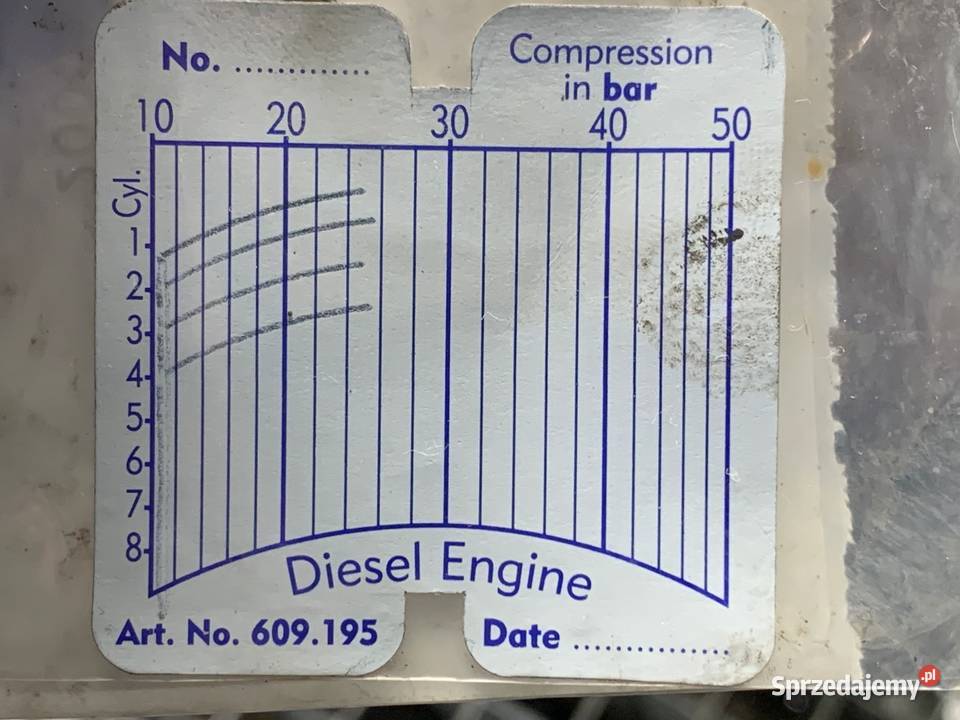 No. ..............
Compression
in bar
10 20 30 40 50
Cyl.
1
2
3
4
5
6
7
8
Diesel Engine
Art. No. 609.195
Date ................
Sprzedajemy.pl